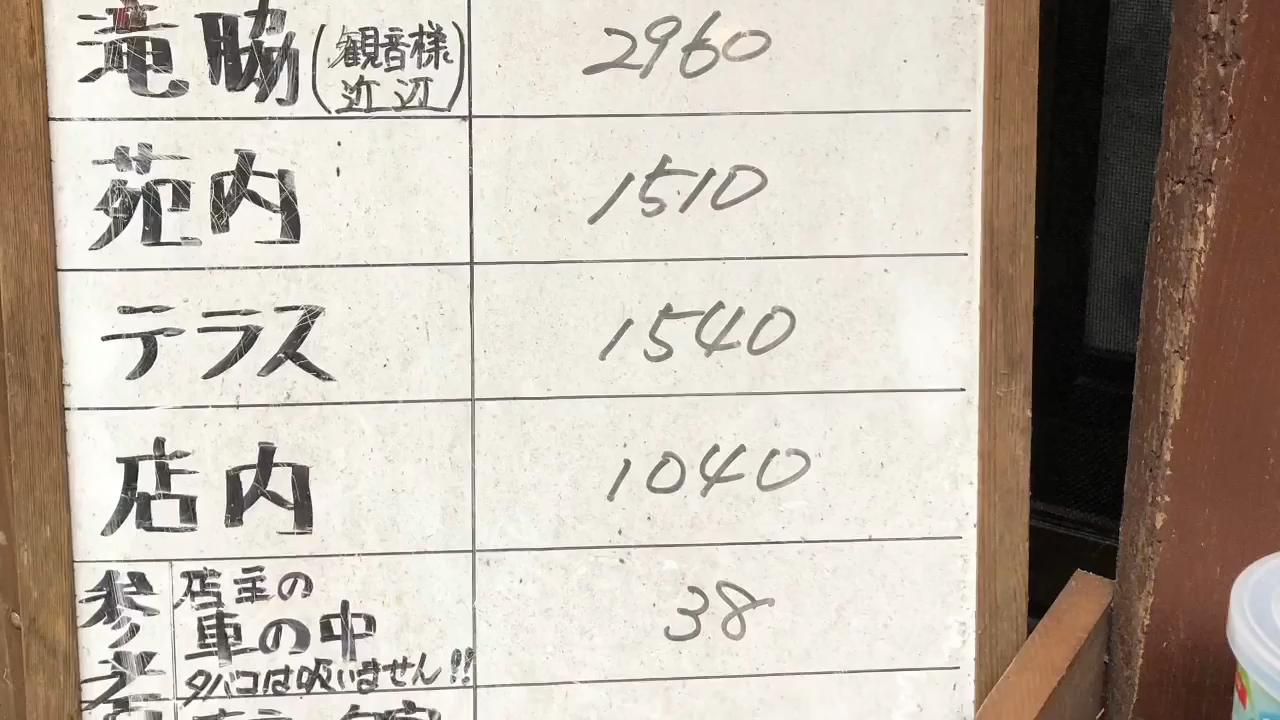 滝脇(観音様近辺) 2960
苑内 1510
テラス 1540
店内 1040
参考 店主の
車の中 38
タバコは吸いません!!